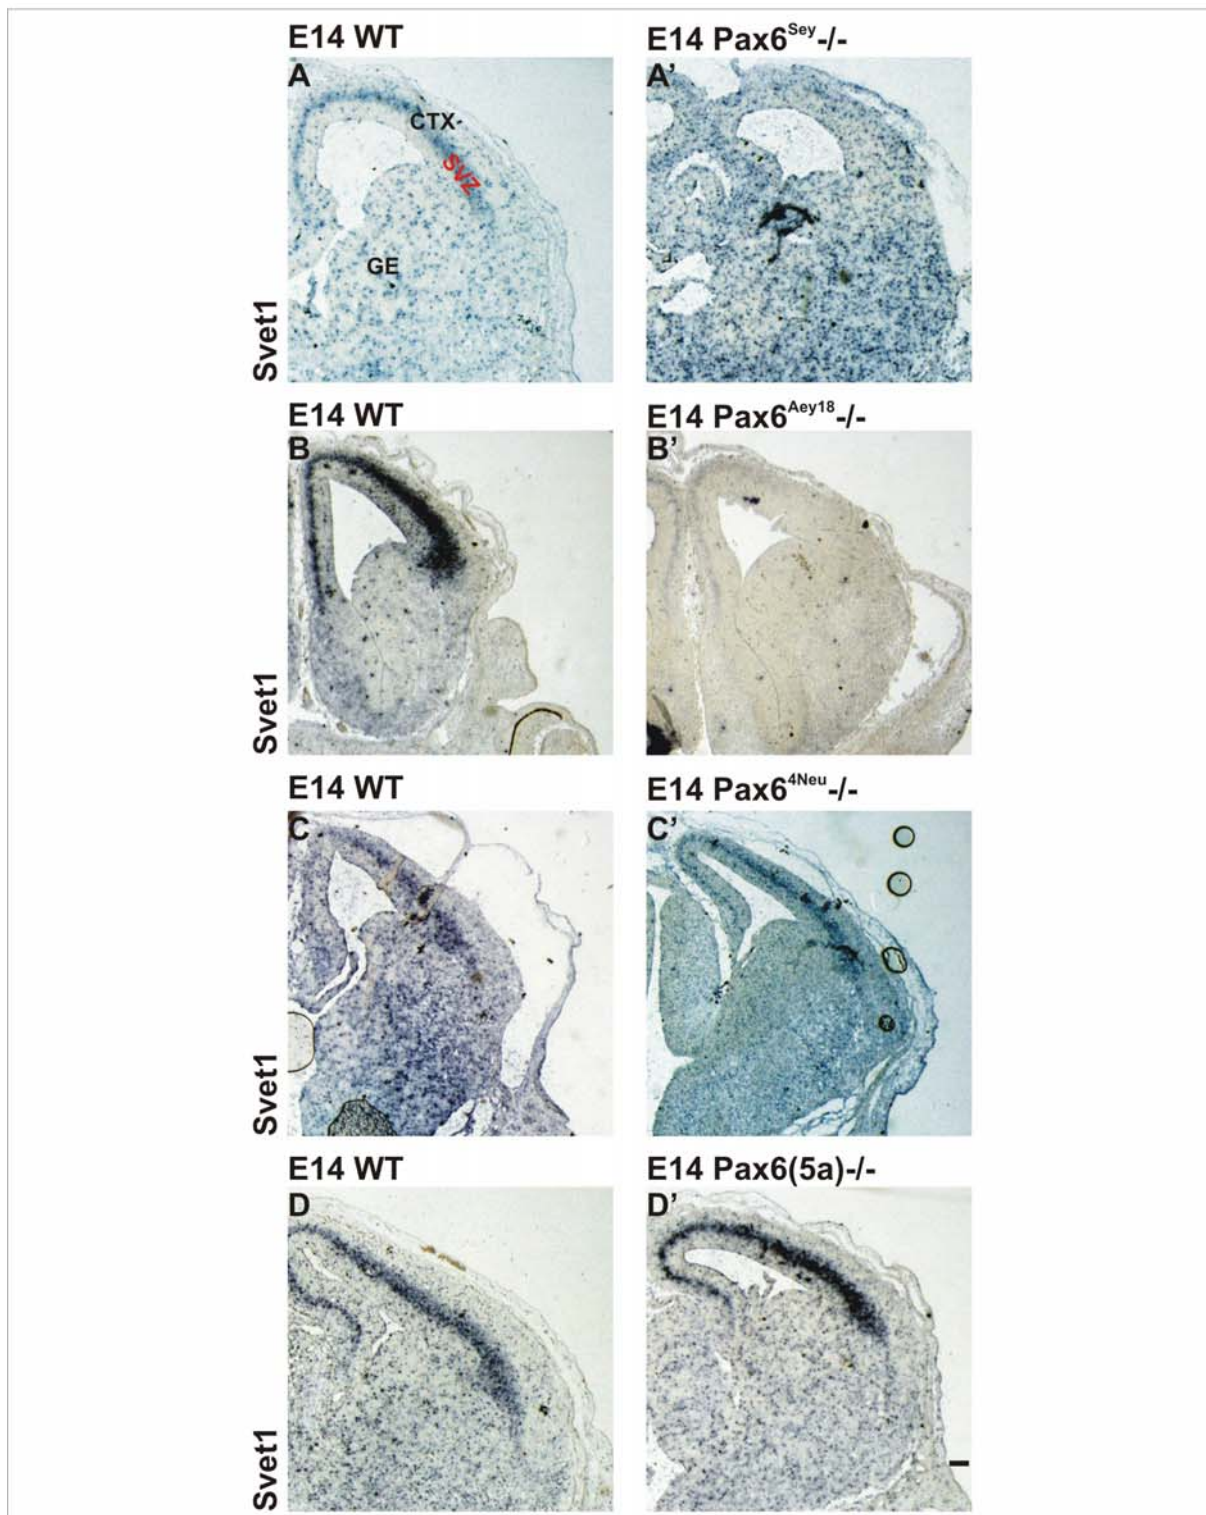 E14 WT
E14 Pax6Sey-/-
A
A'
CTX
SVZ
GE
Svet1
E14 WT
E14 Pax6Aey18-/-
B
B'
Svet1
E14 WT
E14 Pax64Neu-/-
C
C'
Svet1
E14 WT
E14 Pax6(5a)-/-
D
D'
Svet1